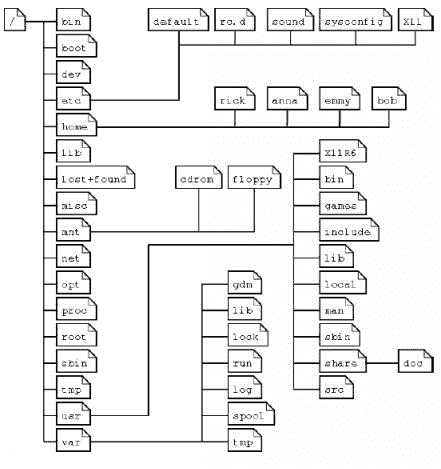 / bin default rc.d sound sysconfig X11
boot
dev
etc rick anna emmy bob
home
lib X11R6
lost+found cdrom floppy bin
misc games
mnt include
net lib
opt gdm local
proc lib man
root lock sbin
sbin run share doc
tmp log src
usr spool
var tmp